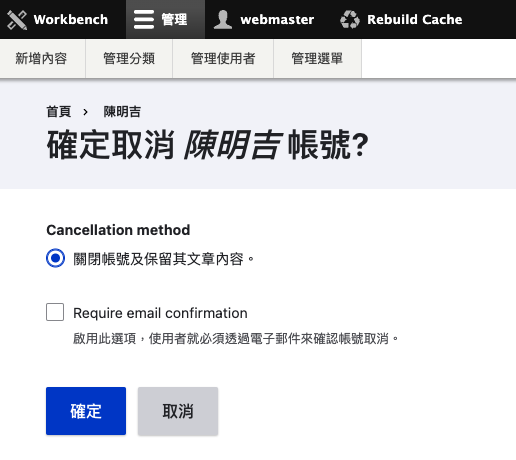 Workbench 管理 webmaster Rebuild Cache
新增內容 管理分類 管理使用者 管理選單
首頁 › 陳明吉
確定取消 陳明吉 帳號?
Cancellation method
關閉帳號及保留其文章內容。
Require email confirmation
啟用此選項，使用者就必須透過電子郵件來確認帳號取消。
確定 取消